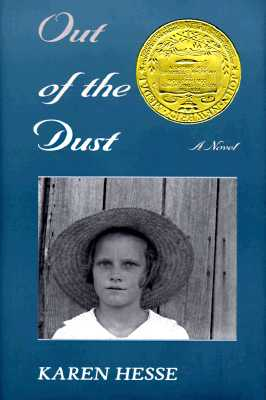 Out
of the
Dust
A Novel
KAREN HESSE